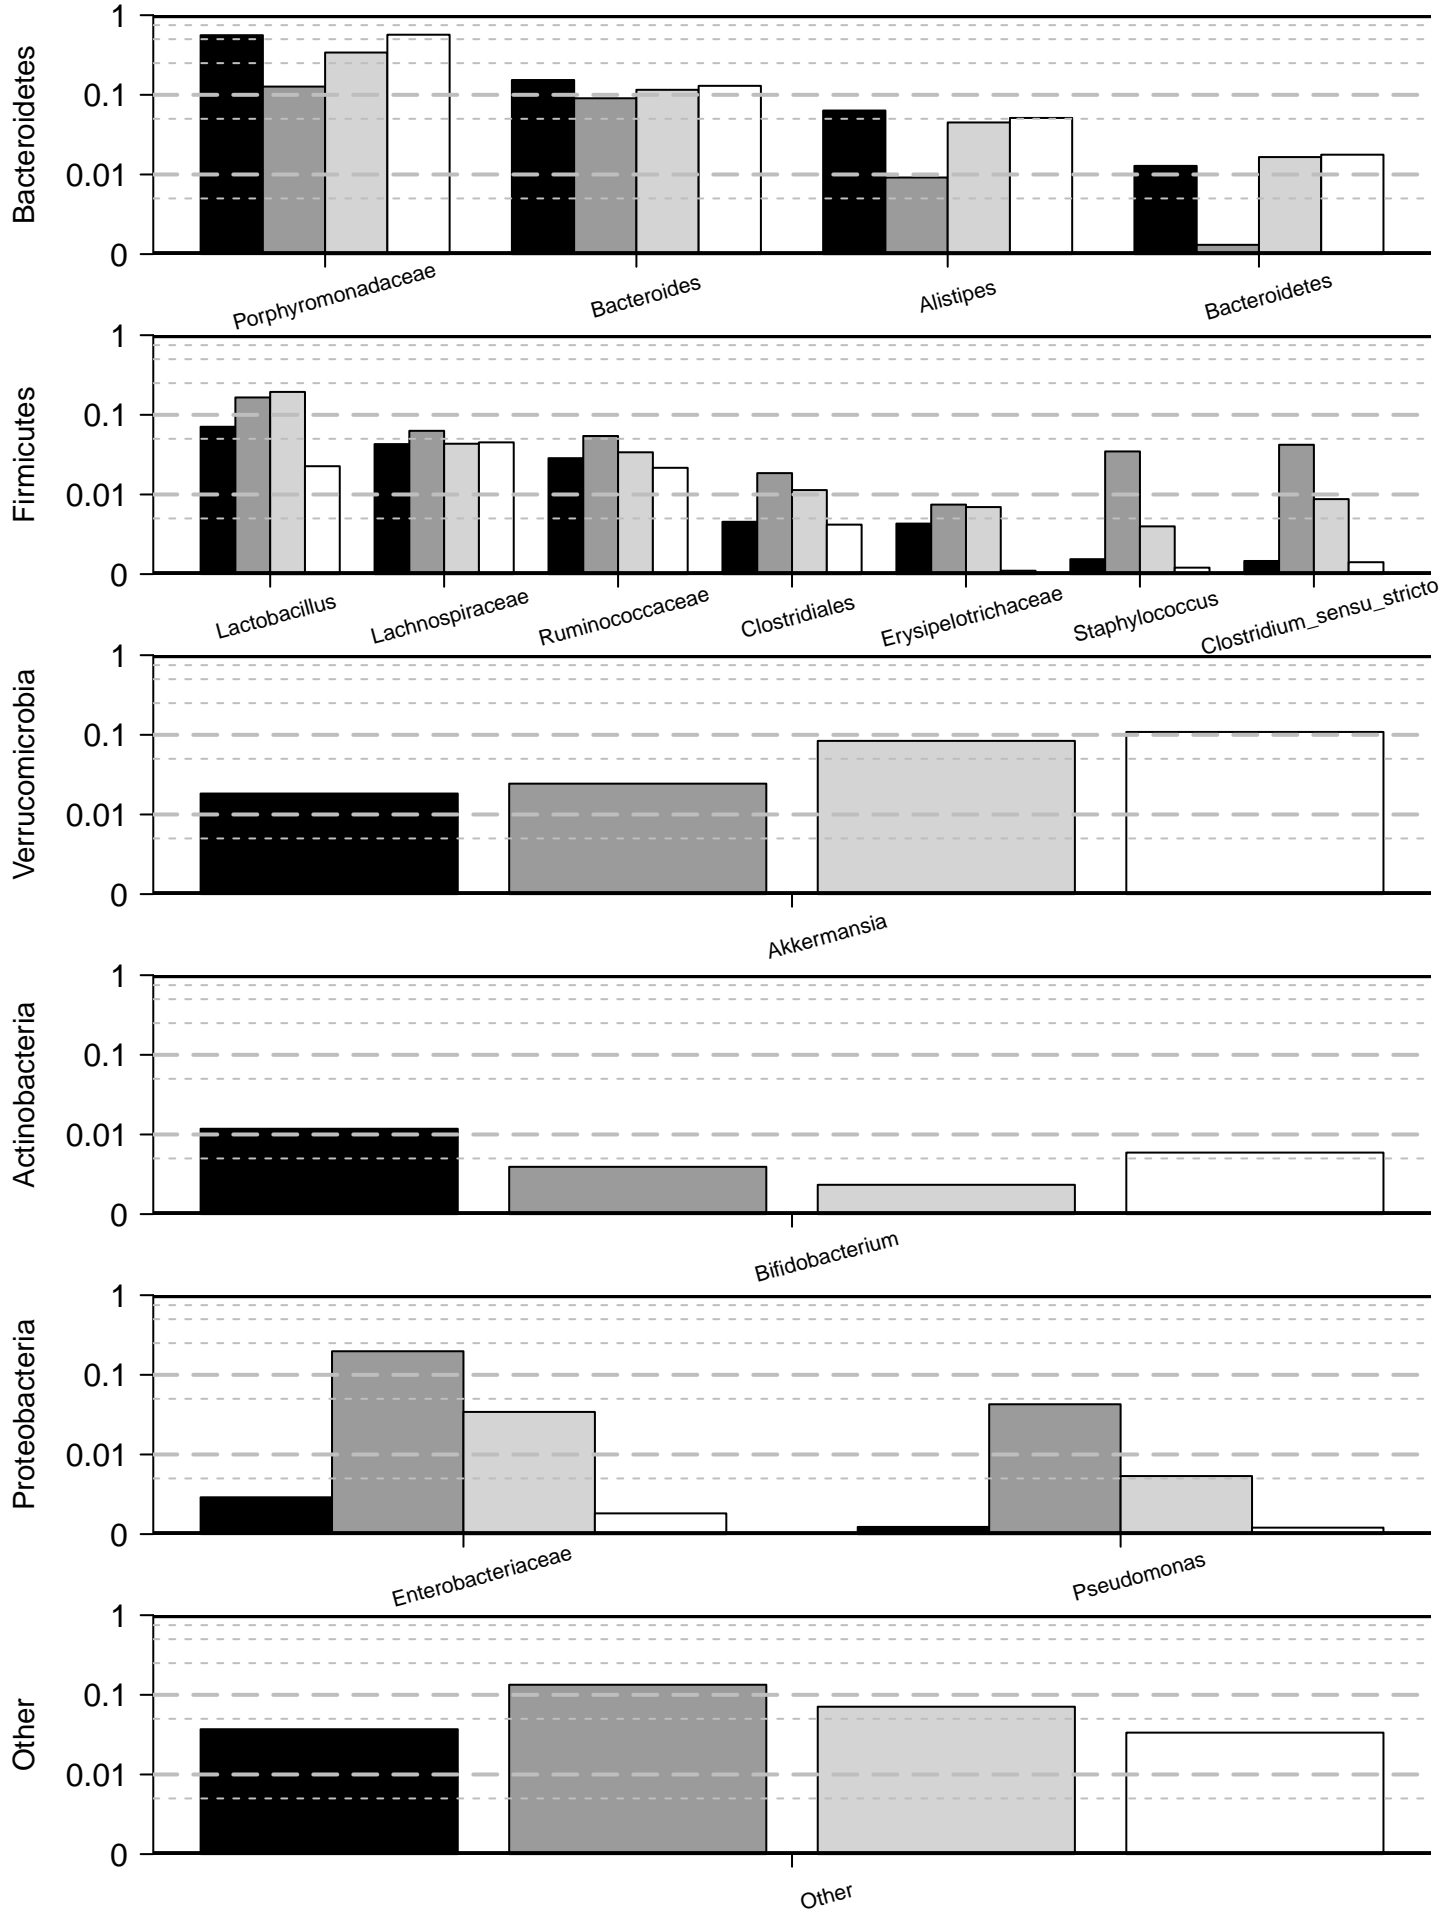 Bacteroidetes
1
0.1
0.01
0
Porphyromonadaceae
Bacteroides
Alistipes
Bacteroidetes
Firmicutes
1
0.1
0.01
0
Lactobacillus
Lachnospiraceae
Ruminococcaceae
Clostridiales
Erysipelotrichaceae
Staphylococcus
Clostridium_sensu_stricto
Verrucomicrobia
1
0.1
0.01
0
Akkermansia
Actinobacteria
1
0.1
0.01
0
Bifidobacterium
Proteobacteria
1
0.1
0.01
0
Enterobacteriaceae
Pseudomonas
Other
1
0.1
0.01
0
Other